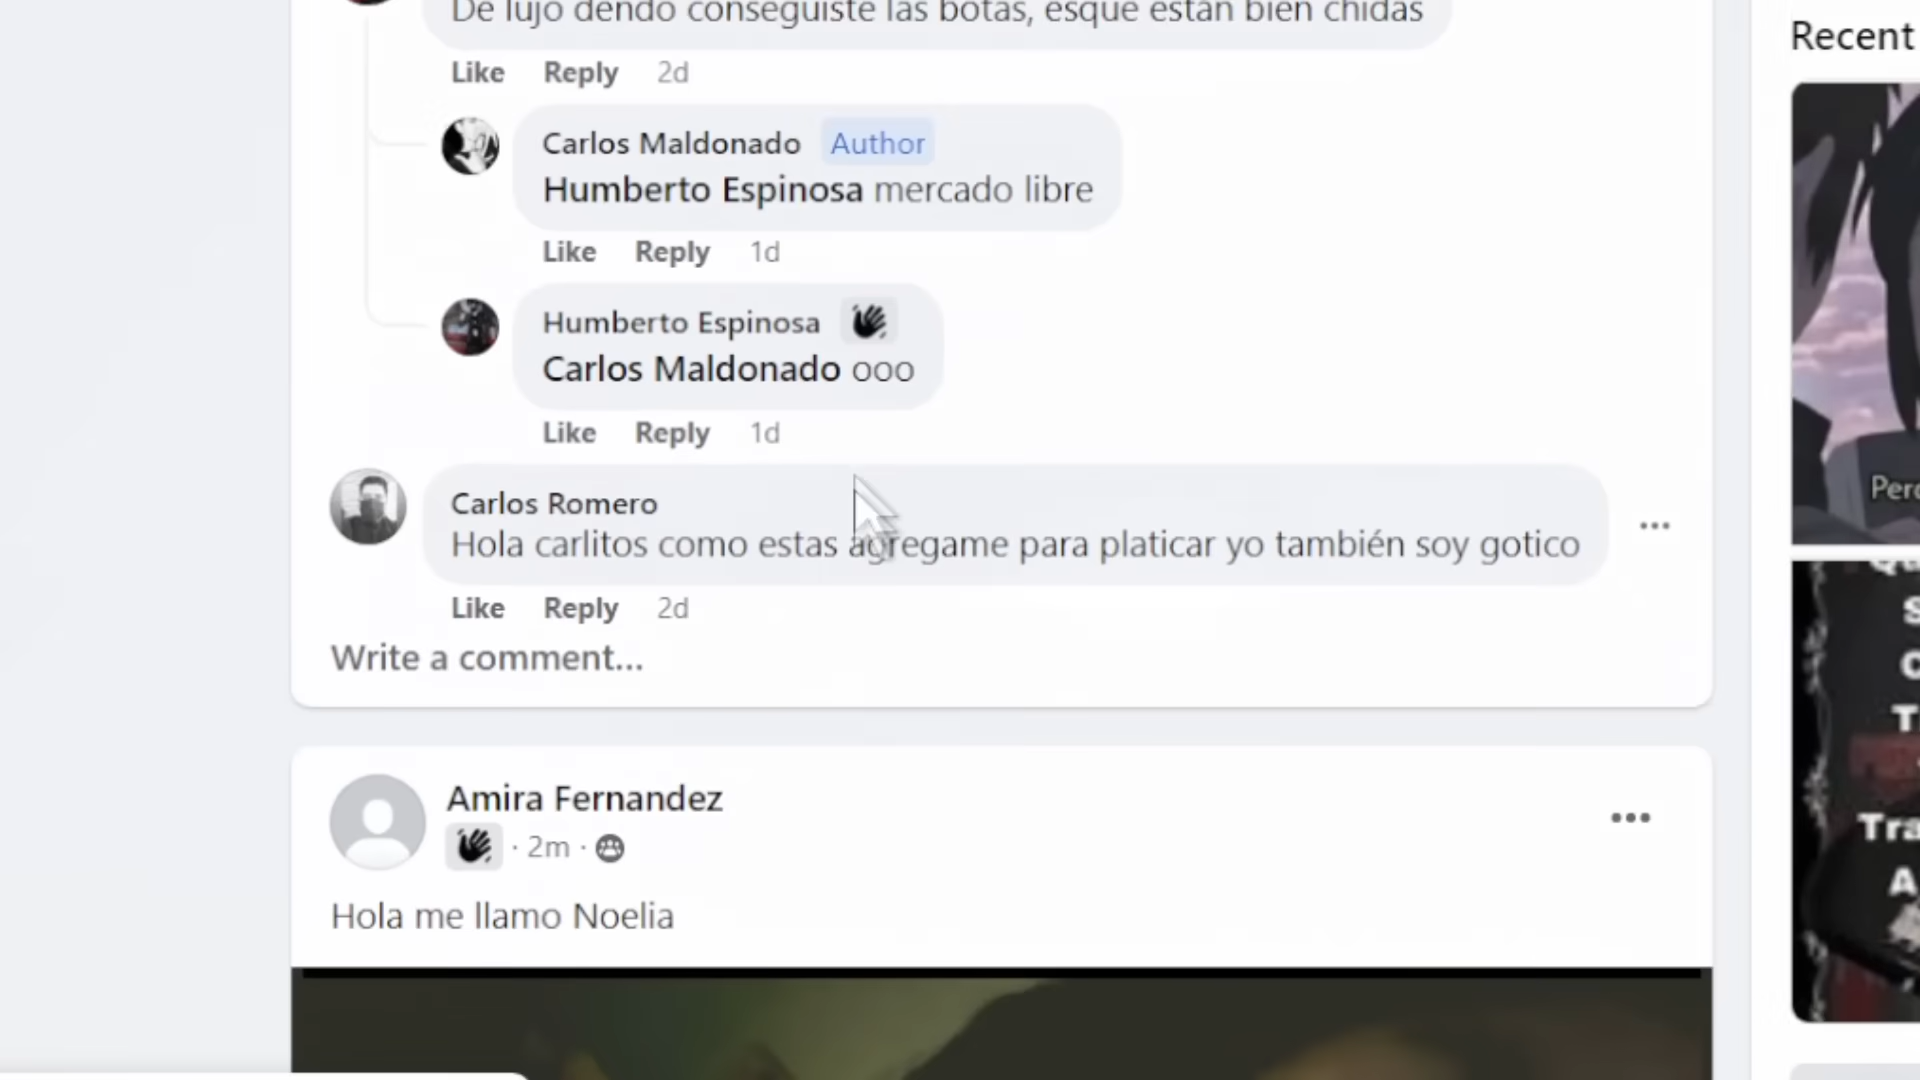 De lujo dendo conseguiste las botas, esque están bien chidas
Like Reply 2d
Carlos Maldonado Author
Humberto Espinosa mercado libre
Like Reply 1d
Humberto Espinosa
Carlos Maldonado ooo
Like Reply 1d
Carlos Romero
Hola carlitos como estas agregame para platicar yo también soy gotico
Like Reply 2d
Write a comment...
Amira Fernandez
· 2m ·
Hola me llamo Noelia
Recent